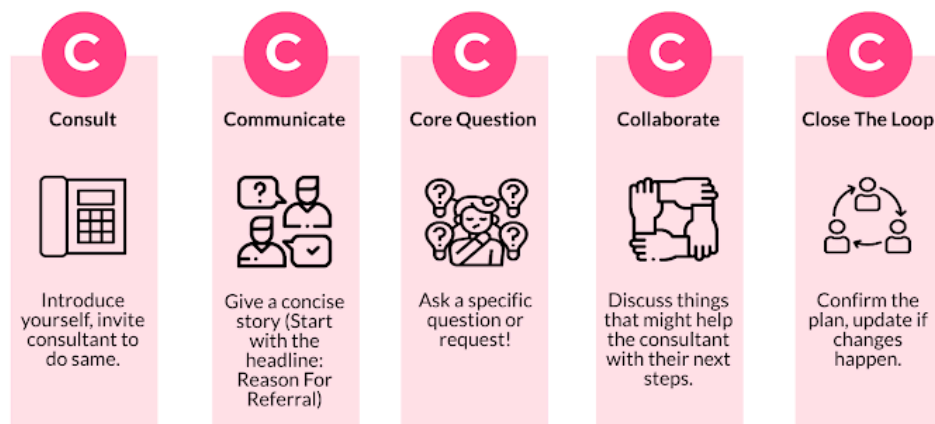 C
Consult
Introduce
yourself, invite
consultant to
do same.
C
Communicate
Give a concise
story (Start
with the
headline:
Reason For
Referral)
C
Core Question
Ask a specific
question or
request!
C
Collaborate
Discuss things
that might help
the consultant
with their next
steps.
C
Close The Loop
Confirm the
plan, update if
changes
happen.